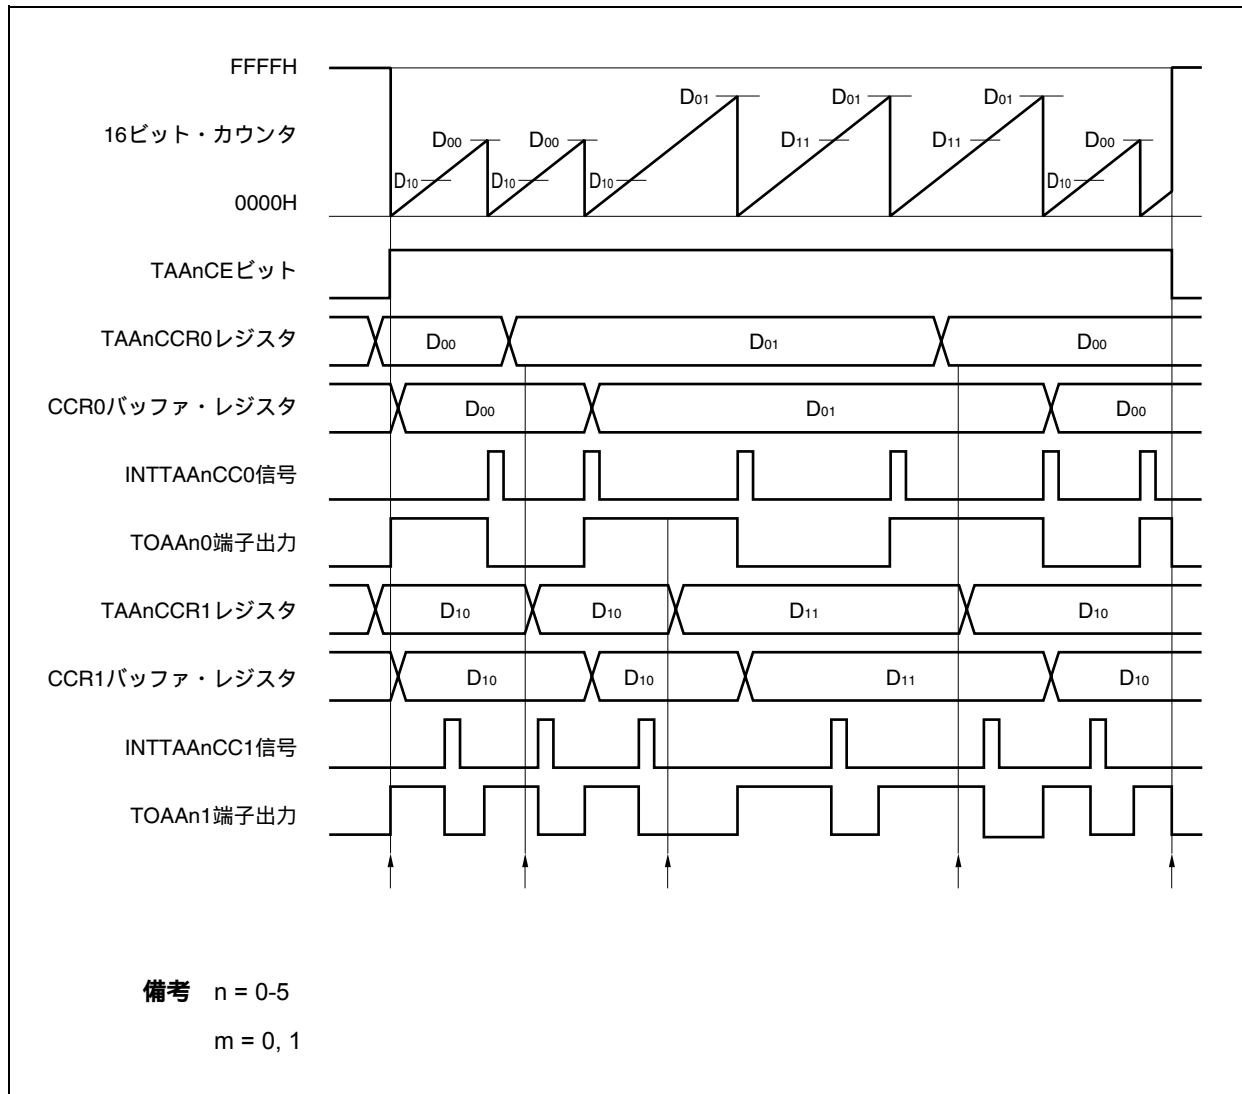 FFFFH
D01 D01 D01
16ビット・カウンタ
D00 D00 D11 D11 D00
D10 D10 D10 D10
0000H
TAAnCEビット
TAAnCCR0レジスタ D00 D01 D00
CCR0バッファ・レジスタ D00 D01 D00
INTTAAnCC0信号
TOAAn0端子出力
TAAnCCR1レジスタ D10 D10 D11 D10
CCR1バッファ・レジスタ D10 D10 D11 D10
INTTAAnCC1信号
TOAAn1端子出力
備考 n = 0-5
m = 0, 1